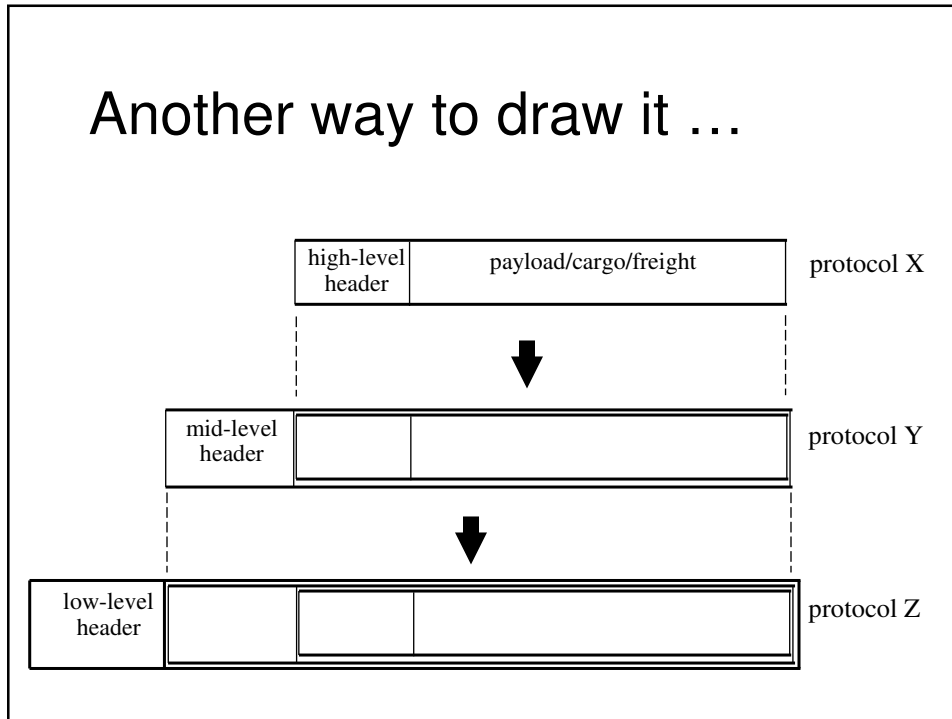 Another way to draw it …
high-level
header
payload/cargo/freight
protocol X
mid-level
header
protocol Y
low-level
header
protocol Z